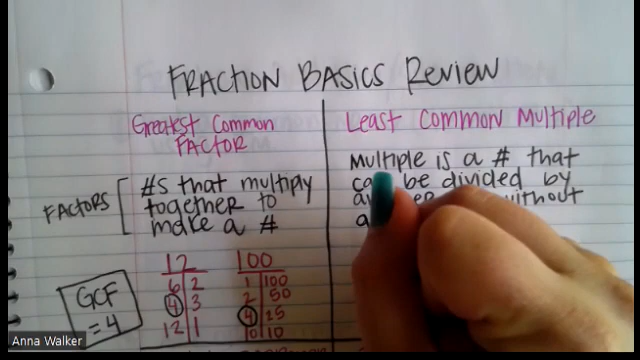 FRACTION BASICS REVIEW
Greatest Common
FACTOR
Least Common Multiple
FACTORS
#s that multiply
together to
make a #
Multiple is a # that
be divided by
without
12
6 2
4 3
12 1
100
1 100
2 50
4 25
10 10
GCF
=4
Anna Walker